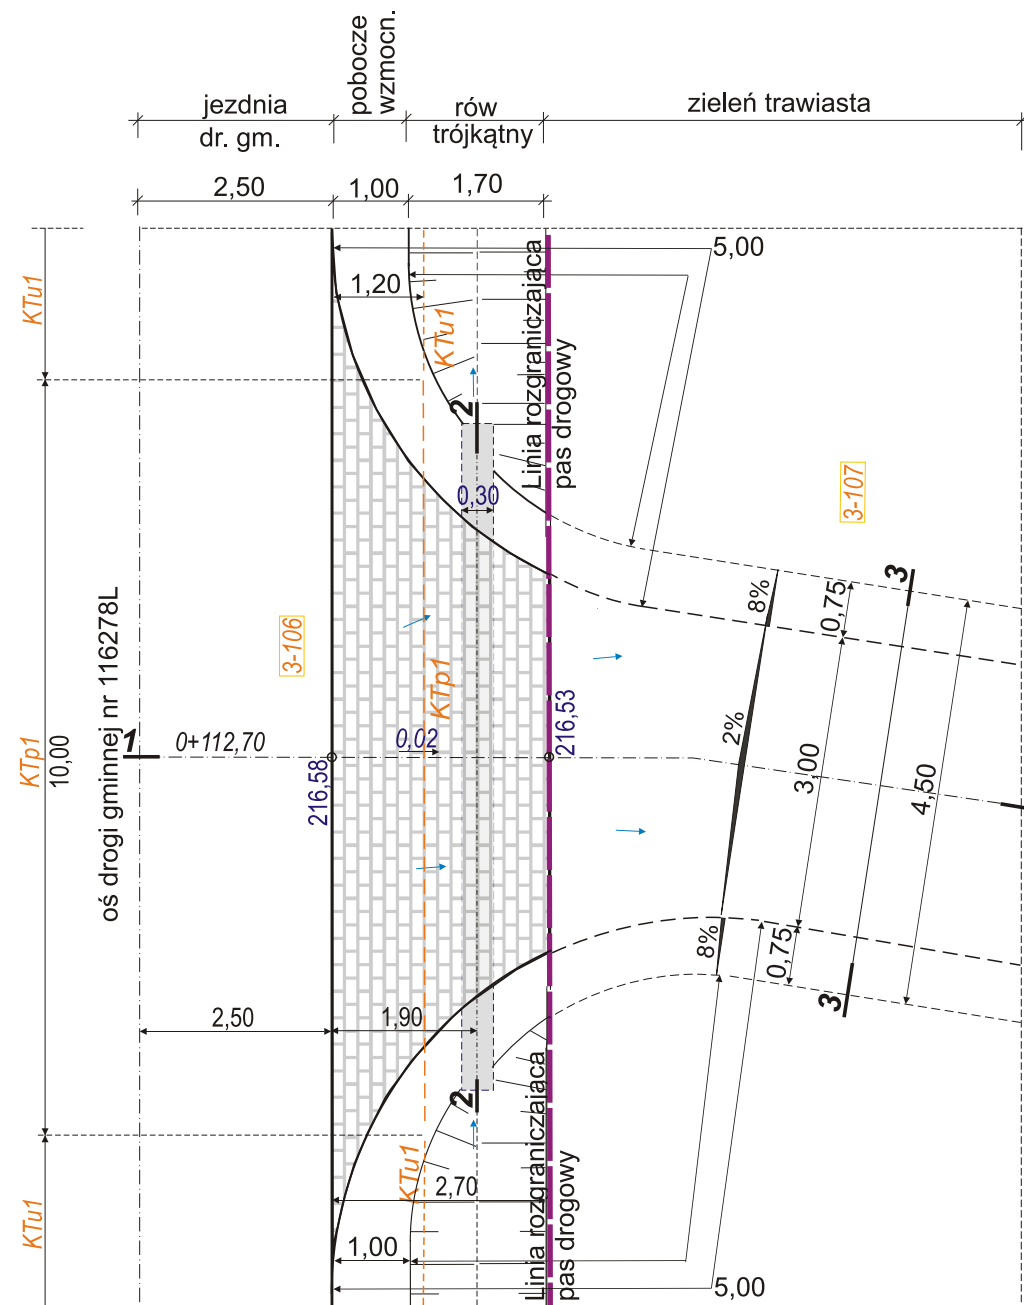 jezdnia
dr. gm.
pobocze
wzmocn.
rów
trójkątny
zieleń trawiasta
2,50
1,00
1,70
5,00
KTu1
1,20
KTu1
Linia rozgraniczająca
pas drogowy
2
0,30
3-107
3
8%
0,75
3-106
KTp1
oś drogi gminnej nr 116278L
1
0+112,70
0,02
216,58
216,53
2%
3,00
4,50
KTp1
10,00
8%
0,75
3
2,50
1,90
2
KTu1
2,70
Linia rozgraniczająca
pas drogowy
KTu1
1,00
5,00